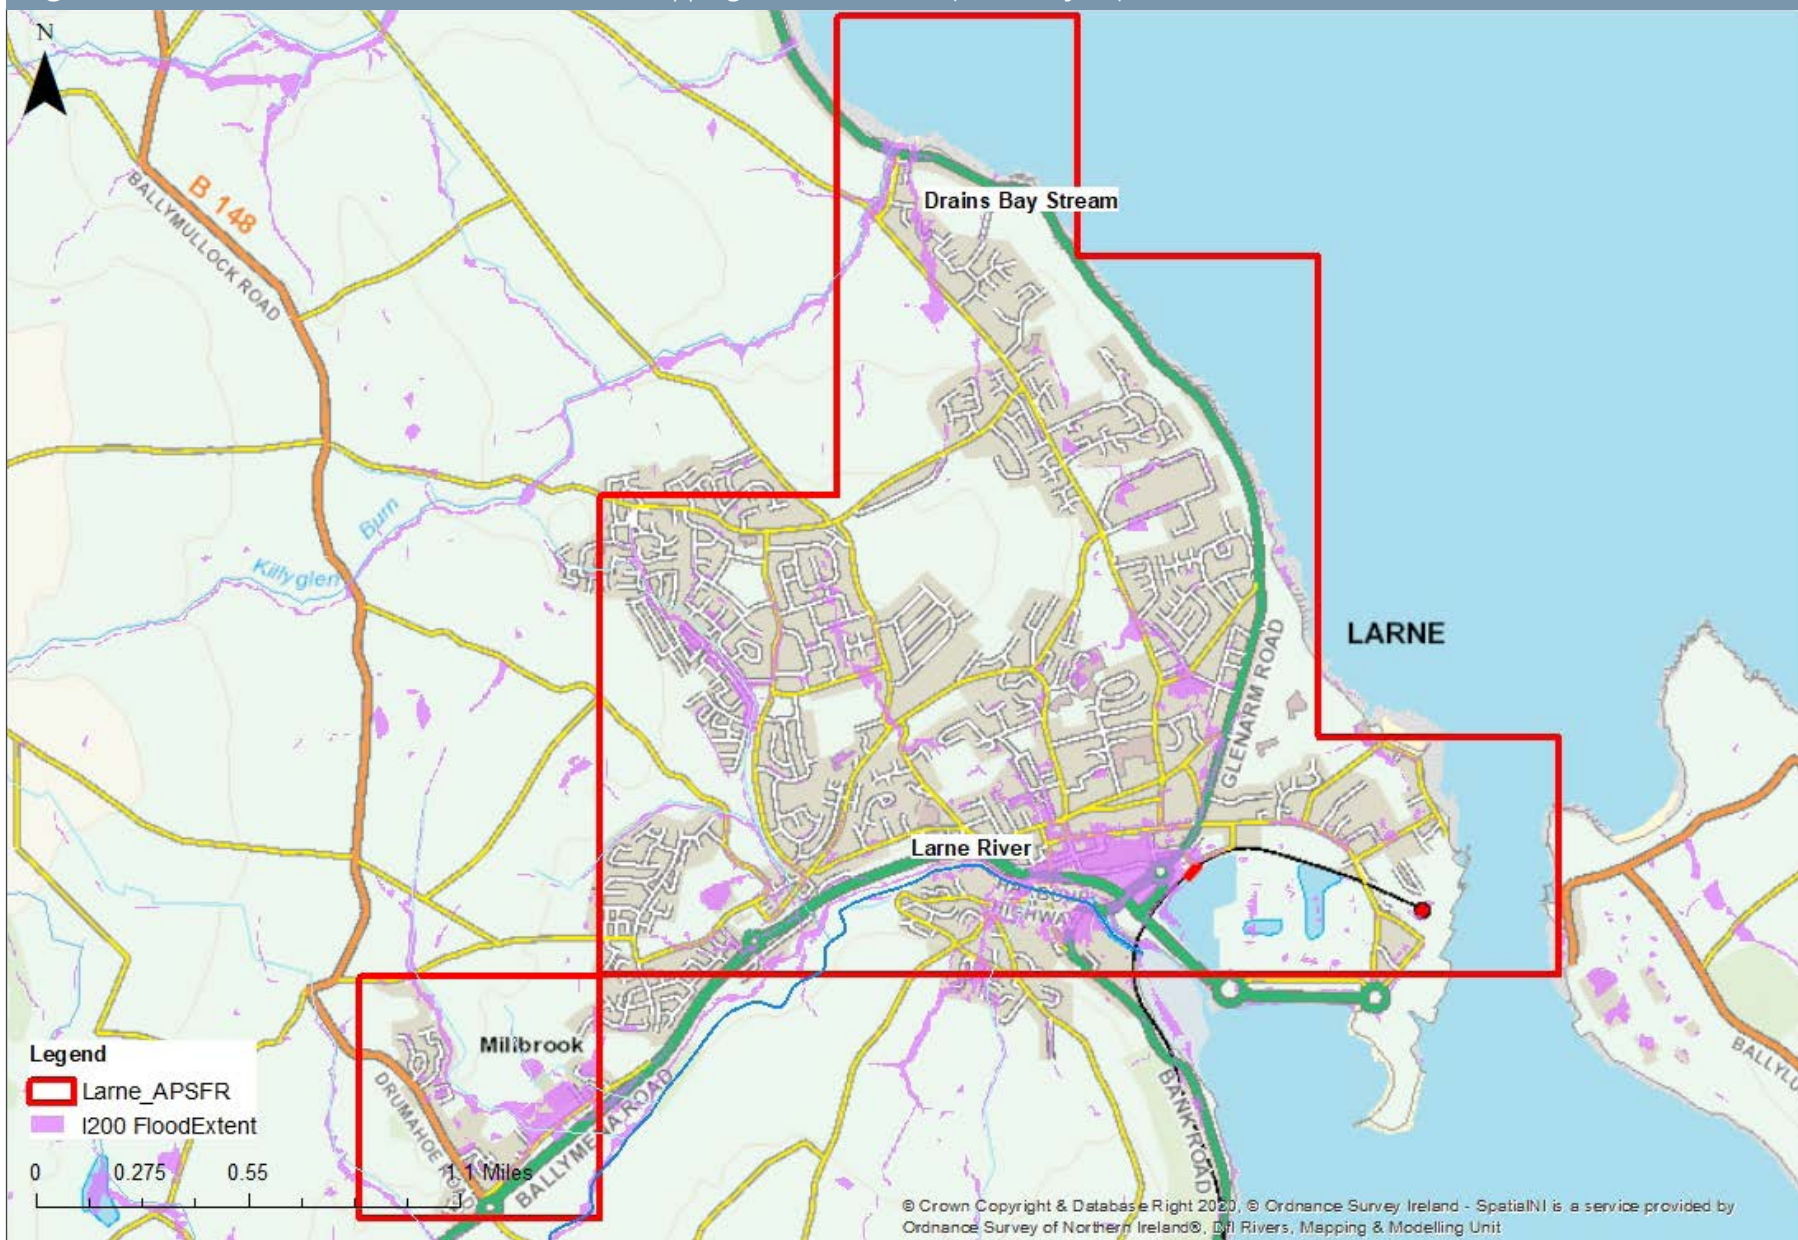 N
B 148
BALLYMULLOCK ROAD
Drains Bay Stream
Burn
Killyglen
LARNE
GLENARM ROAD
Larne River
HIGHWAY
Millbrook
Legend
Larne_APSFR
I200 FloodExtent
0 0.275 0.55 1.1 Miles
DRUMAHOE ROAD
BALLYMENA ROAD
BANK ROAD
BALLYLU
© Crown Copyright & Database Right 2020, © Ordnance Survey Ireland - SpatialNI is a service provided by
Ordnance Survey of Northern Ireland®, DfI Rivers, Mapping & Modelling Unit